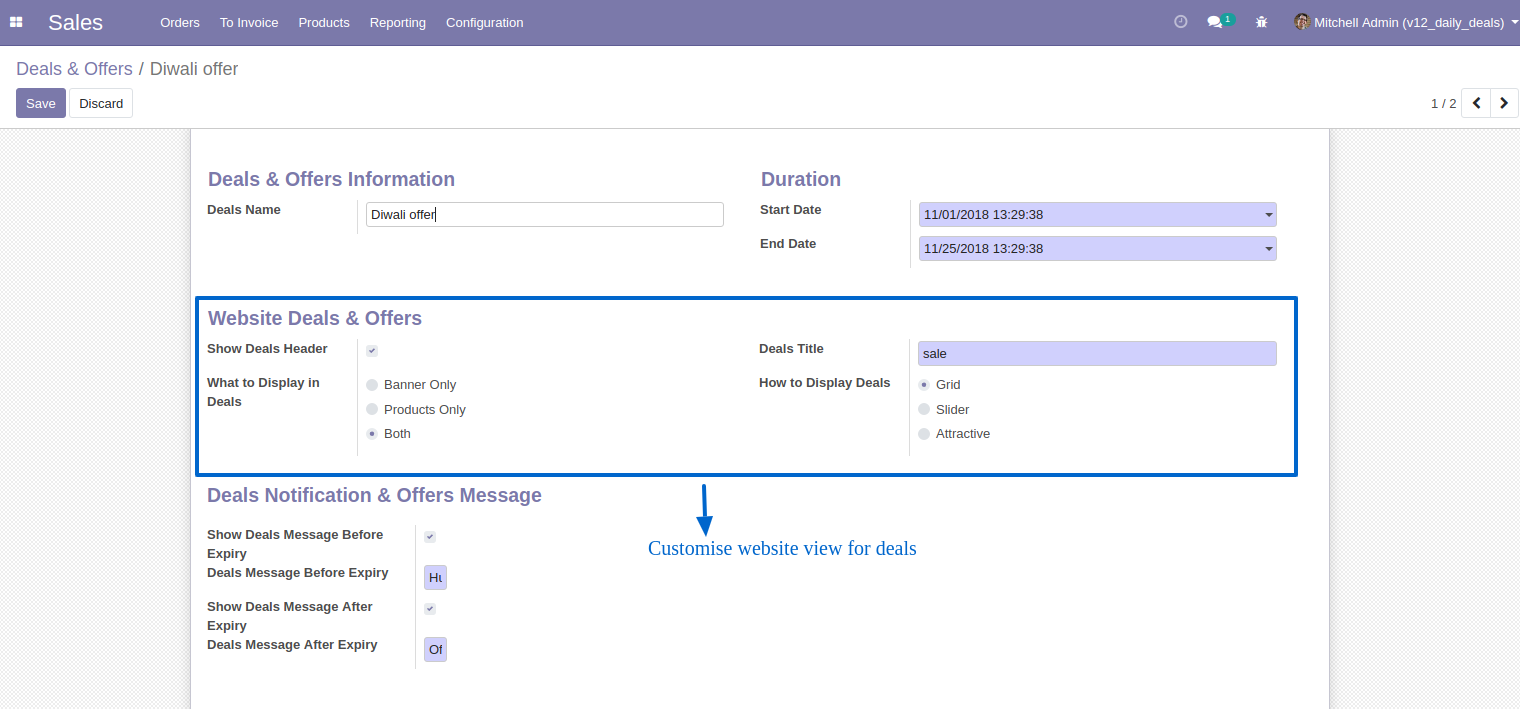 Sales Orders To Invoice Products Reporting Configuration 1 Mitchell Admin (v12_daily_deals)
Deals & Offers / Diwali offer
Save Discard 1 / 2
Deals & Offers Information
Deals Name Diwali offer
Duration
Start Date 11/01/2018 13:29:38
End Date 11/25/2018 13:29:38
Website Deals & Offers
Show Deals Header
What to Display in
Deals
Banner Only
Products Only
Both
Deals Title sale
How to Display Deals
Grid
Slider
Attractive
Deals Notification & Offers Message
Show Deals Message Before
Expiry
Deals Message Before Expiry
Show Deals Message After
Expiry
Deals Message After Expiry Of
Customise website view for deals